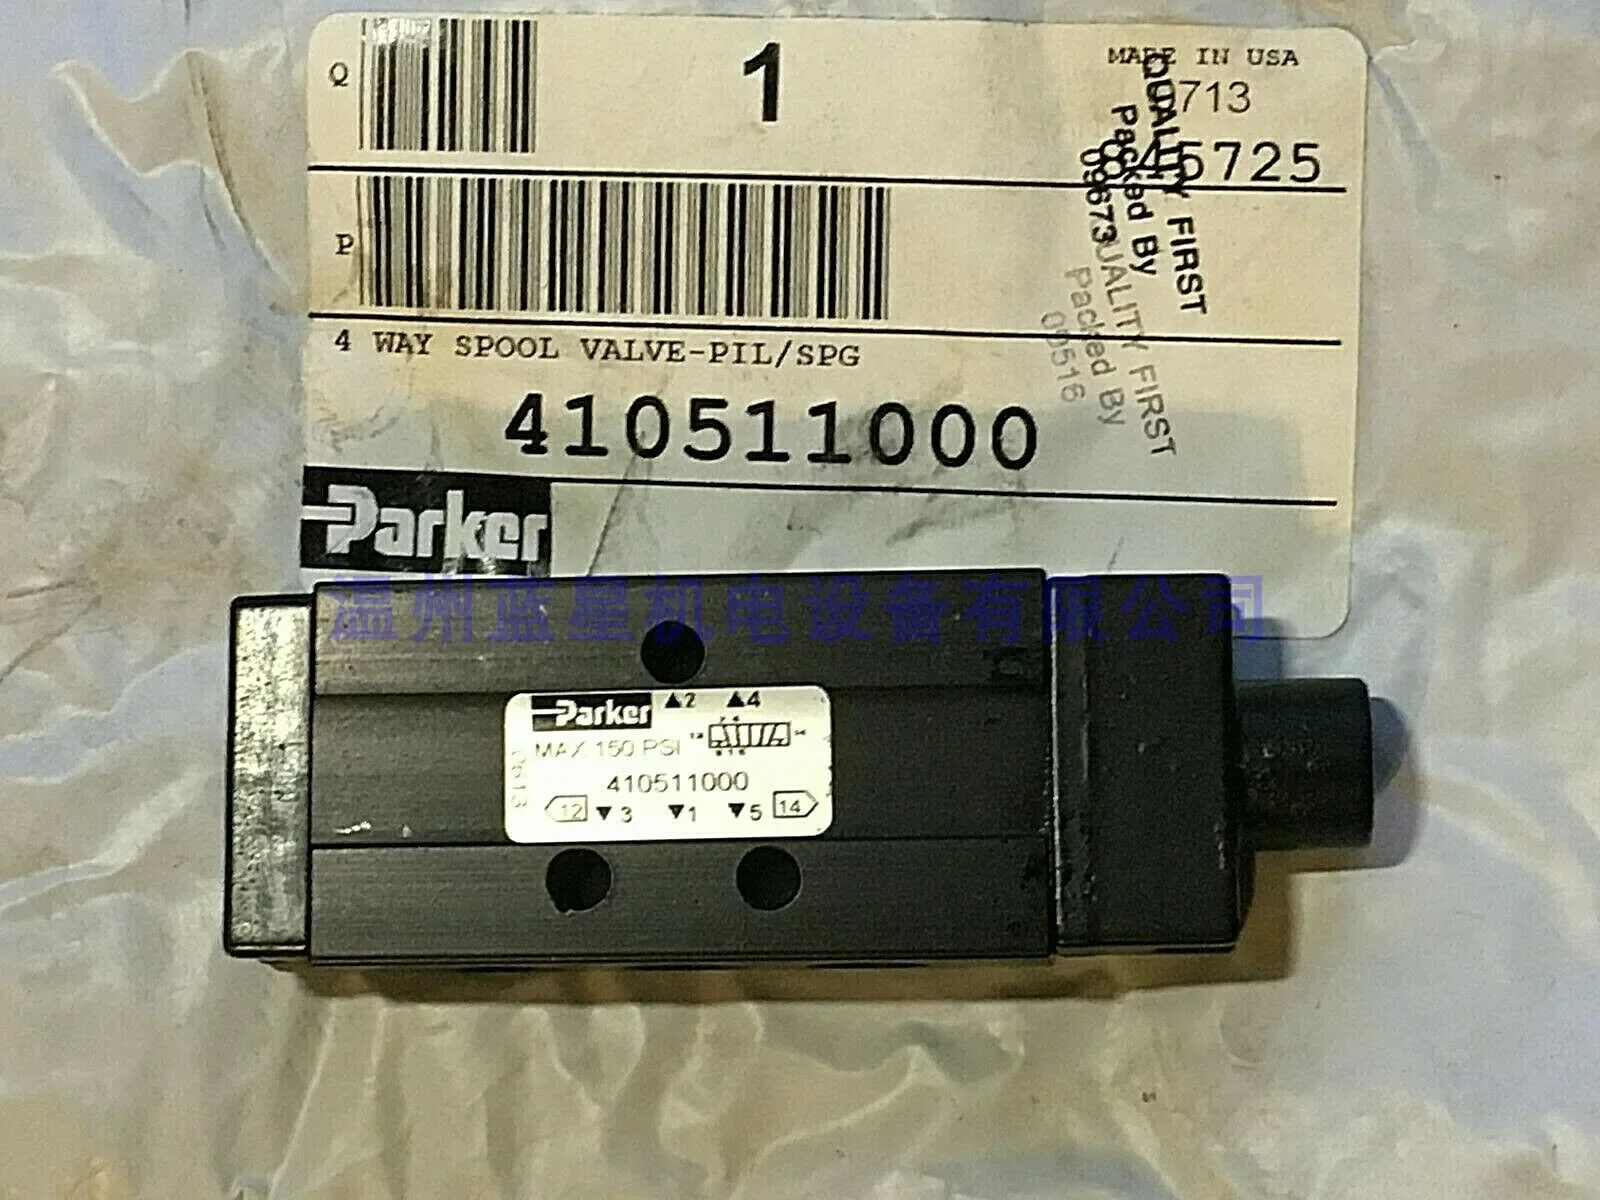 Q
1
MADE IN USA
0713
45725
QUALITY FIRST
Packed By
09673
QUALITY FIRST
Packed By
09516
P
4 WAY SPOOL VALVE-PIL/SPG
410511000
Parker
温州蓝星机电设备有限公司
Parker ▲2 ▲4
MAX 150 PSI
410511000
12 ▼3 ▼1 ▼5 14
0613